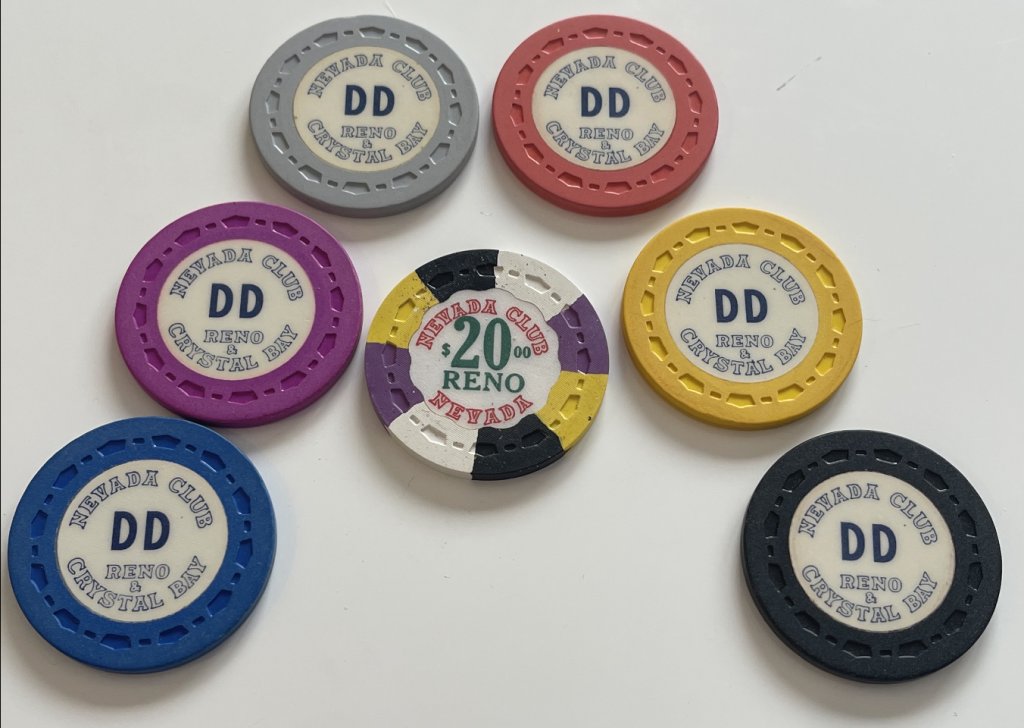 NEVADA CLUB
DD
RENO
&
CRYSTAL BAY
NEVADA CLUB
DD
RENO
&
CRYSTAL BAY
NEVADA CLUB
DD
RENO
&
CRYSTAL BAY
NEVADA CLUB
$20 00
RENO
NEVADA
NEVADA CLUB
DD
RENO
&
CRYSTAL BAY
NEVADA CLUB
DD
RENO
&
CRYSTAL BAY
NEVADA CLUB
DD
RENO
&
CRYSTAL BAY